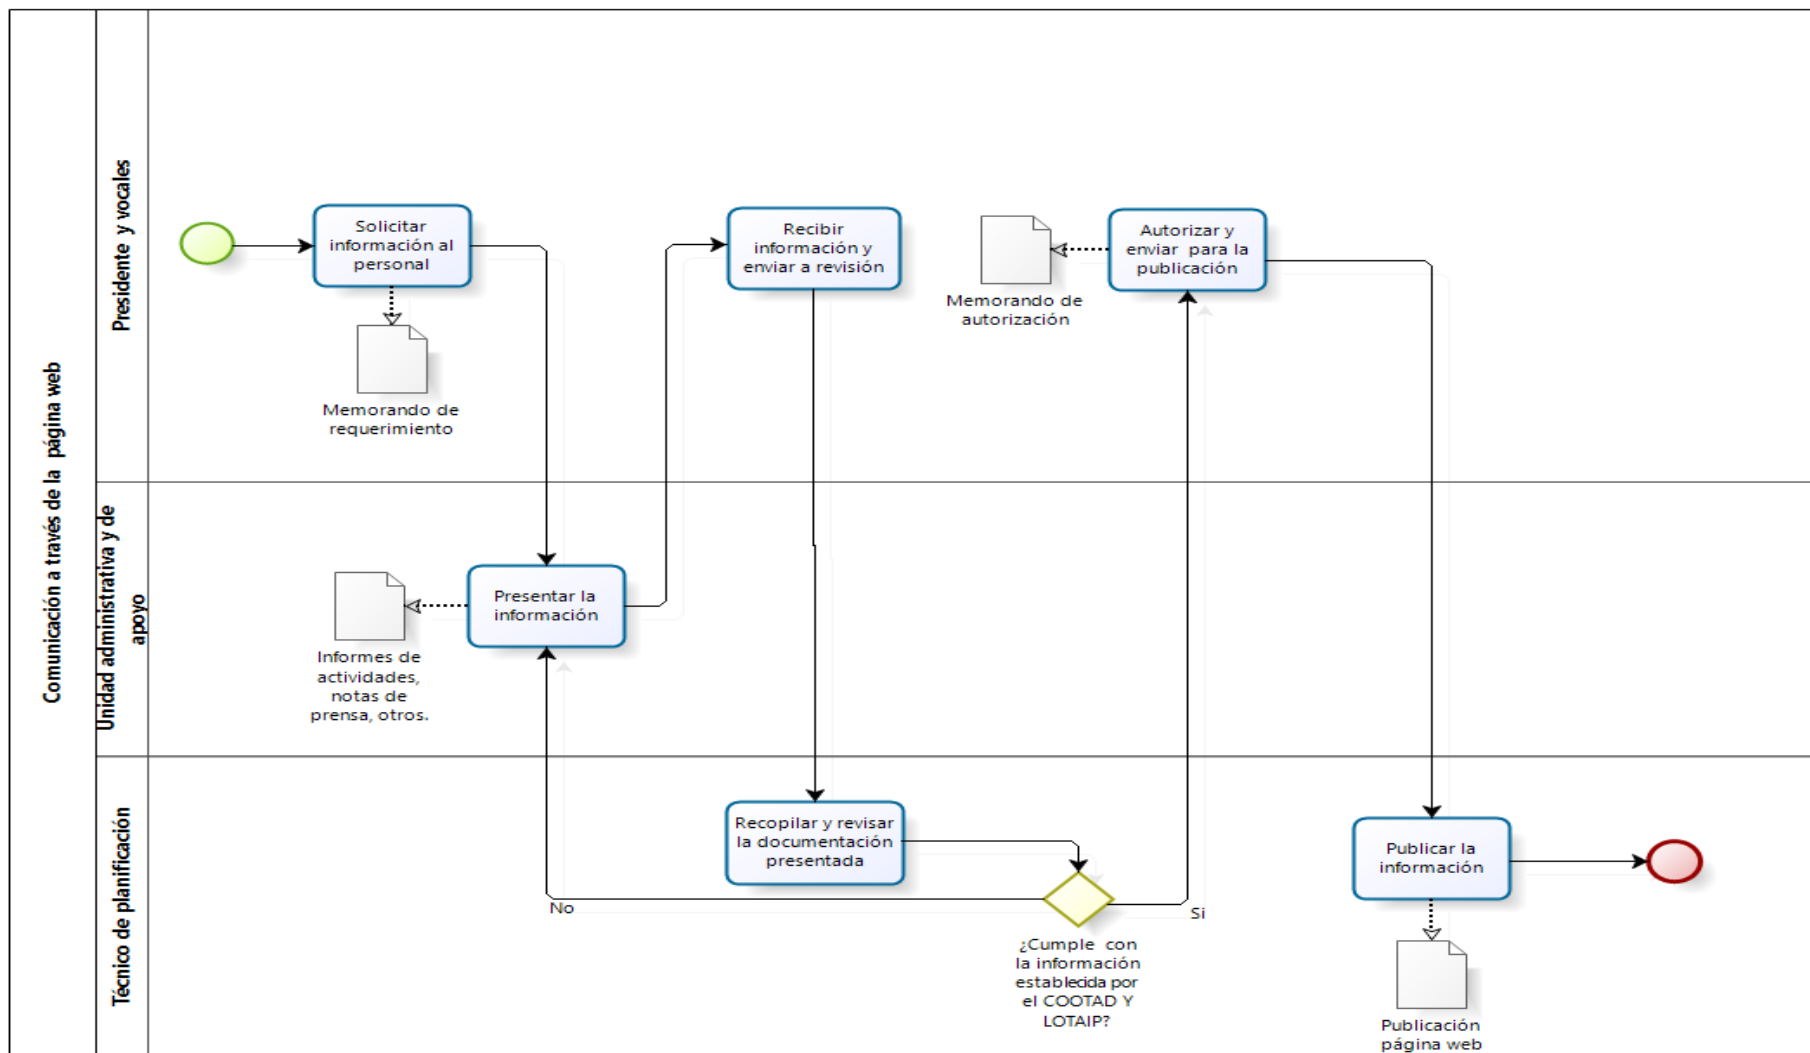 Comunicación a través de la página web
Presidente y vocales
Solicitar
información al
personal
Memorando de
requerimiento
Recibir
información y
enviar a revisión
Memorando de
autorización
Autorizar y
enviar para la
publicación
Unidad administrativa y de
apoyo
Informes de
actividades,
notas de
prensa, otros.
Presentar la
información
Técnico de planificación
Recopilar y revisar
la documentación
presentada
No
Si
¿Cumple con
la información
establecida por
el COOTAD Y
LOTAIP?
Publicar la
información
Publicación
página web